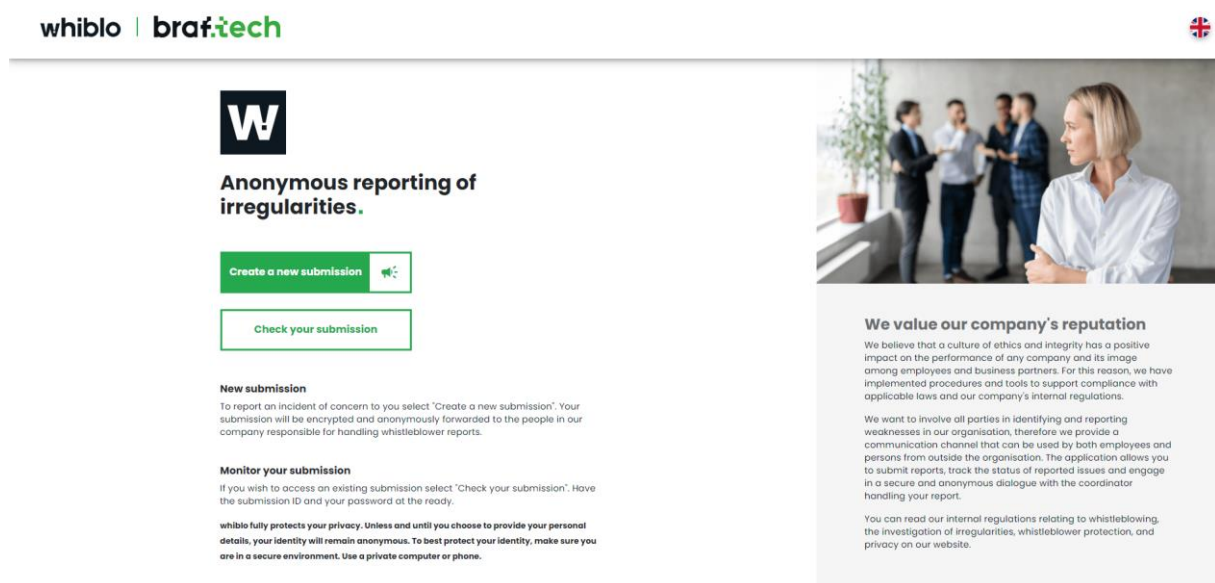 whiblo | braf.tech
W
Anonymous reporting of
irregularities.
Create a new submission
Check your submission
New submission
To report an incident of concern to you select "Create a new submission". Your
submission will be encrypted and anonymously forwarded to the people in our
company responsible for handling whistleblower reports.
Monitor your submission
If you wish to access an existing submission select "Check your submission". Have
the submission ID and your password at the ready.
whiblo fully protects your privacy. Unless and until you choose to provide your personal
details, your identity will remain anonymous. To best protect your identity, make sure you
are in a secure environment. Use a private computer or phone.
We value our company's reputation
We believe that a culture of ethics and integrity has a positive
impact on the performance of any company and its image
among employees and business partners. For this reason, we have
implemented procedures and tools to support compliance with
applicable laws and our company's internal regulations.
We want to involve all parties in identifying and reporting
weaknesses in our organisation, therefore we provide a
communication channel that can be used by both employees and
persons from outside the organisation. The application allows you
to submit reports, track the status of reported issues and engage
in a secure and anonymous dialogue with the coordinator
handling your report.
You can read our internal regulations relating to whistleblowing,
the investigation of irregularities, whistleblower protection, and
privacy on our website.